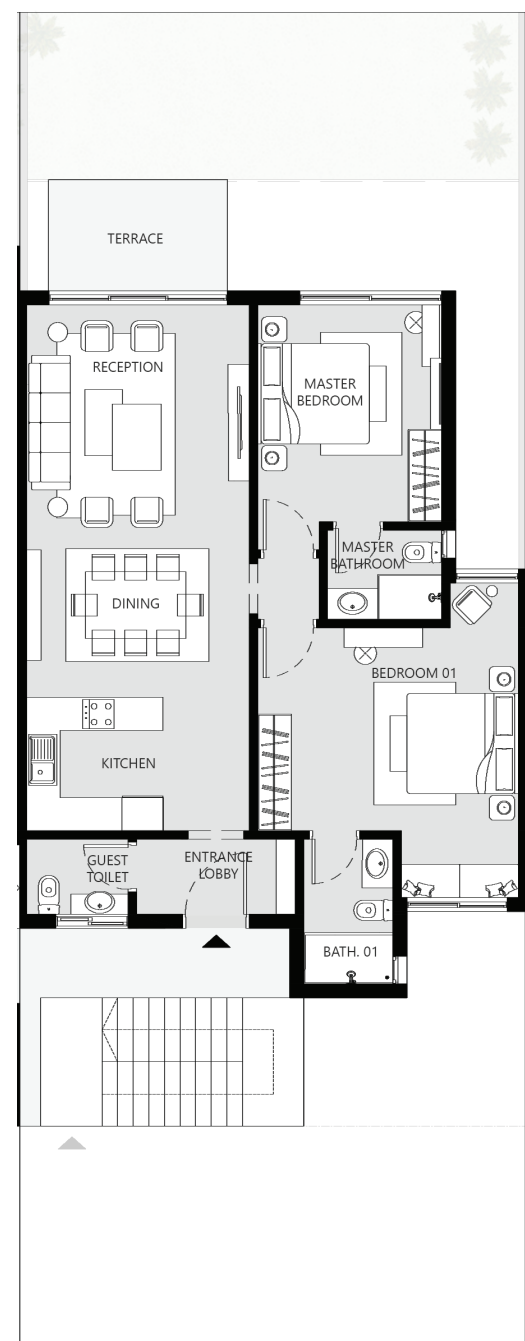 TERRACE
RECEPTION
MASTER
BEDROOM
MASTER
BATHROOM
DINING
BEDROOM 01
KITCHEN
GUEST
TOILET
ENTRANCE
LOBBY
BATH. 01